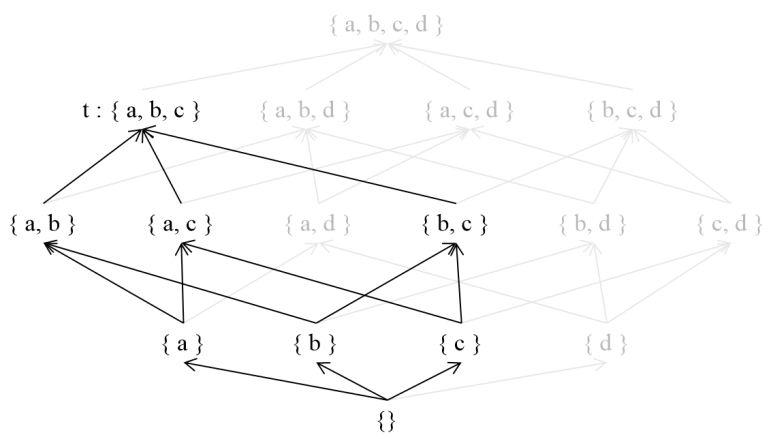 { a, b, c, d }
t : { a, b, c } { a, b, d } { a, c, d } { b, c, d }
{ a, b } { a, c } { a, d } { b, c } { b, d } { c, d }
{ a } { b } { c } { d }
{}